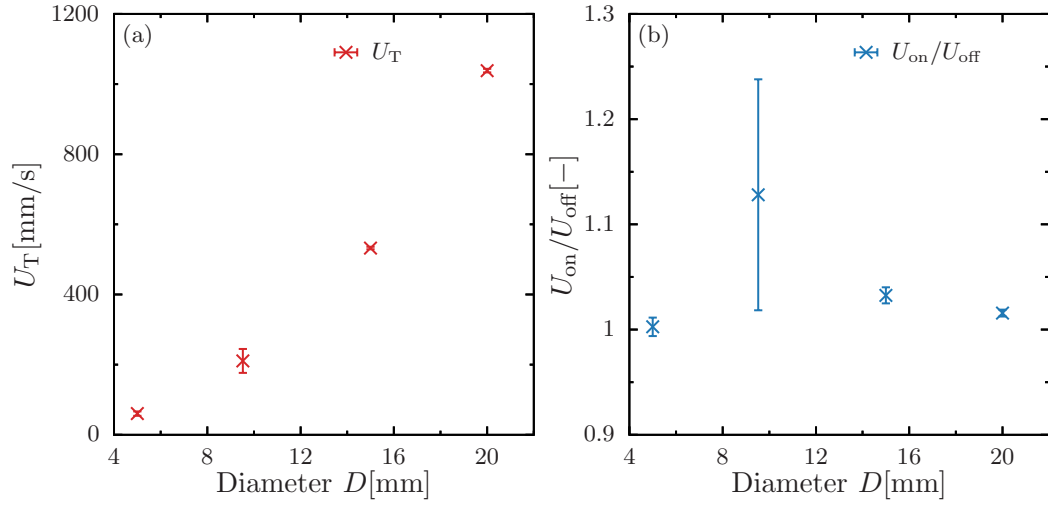 (a)
U_T
1200
800
400
0
U_T[mm/s]
4 8 12 16 20
Diameter D[mm]
(b)
U_on/U_off
1.3
1.2
1.1
1
0.9
U_on/U_off[−]
4 8 12 16 20
Diameter D[mm]